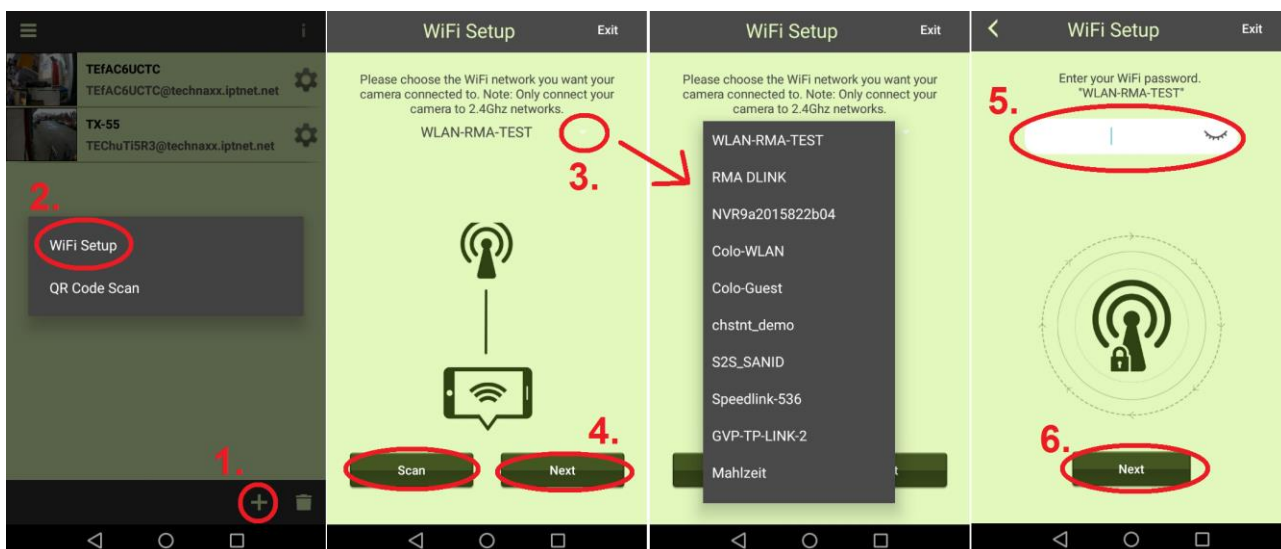 TEfAC6UCTC
TEfAC6UCTC@technaxx.iptnet.net
TX-55
TEChuTi5R3@technaxx.iptnet.net
2.
WiFi Setup
QR Code Scan
1.
WiFi Setup Exit
Please choose the WiFi network you want your
camera connected to. Note: Only connect your
camera to 2.4Ghz networks.
WLAN-RMA-TEST
3.
4.
Scan Next
WiFi Setup Exit
Please choose the WiFi network you want your
camera connected to. Note: Only connect your
camera to 2.4Ghz networks.
WLAN-RMA-TEST
RMA DLINK
NVR9a2015822b04
Colo-WLAN
Colo-Guest
chstnt_demo
S2S_SANID
Speedlink-536
GVP-TP-LINK-2
Mahlzeit
WiFi Setup Exit
Enter your WiFi password.
"WLAN-RMA-TEST"
5.
6.
Next